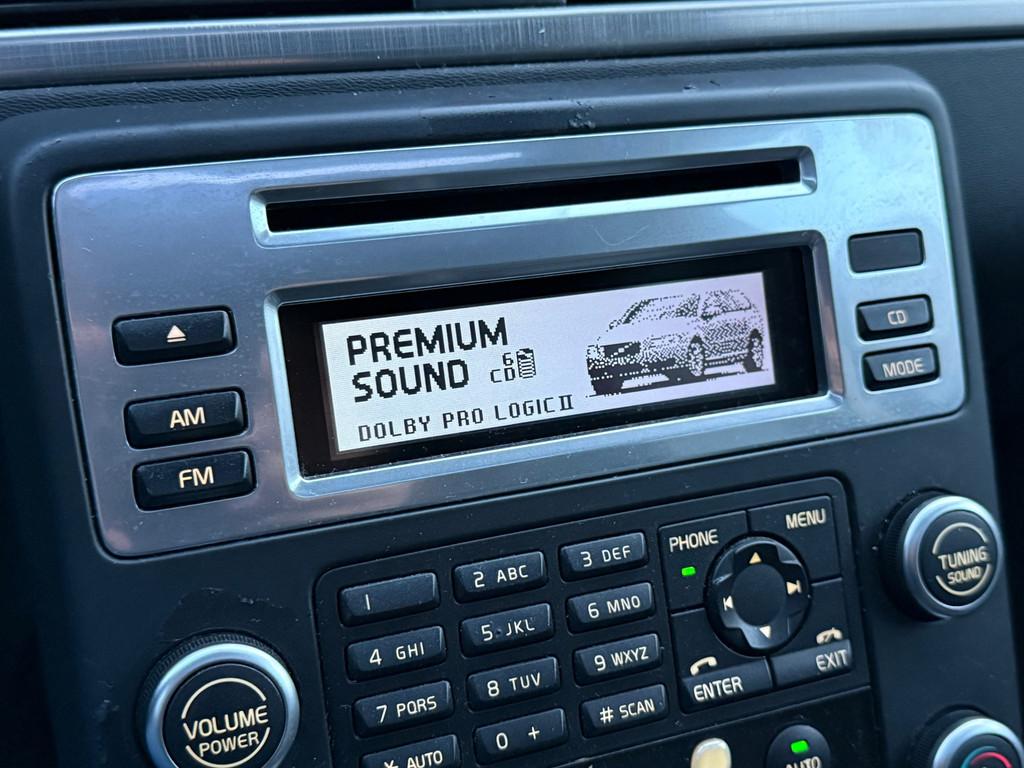 PREMIUM
SOUND 6
CD
DOLBY PRO LOGIC II
AM
FM
CD
MODE
1
2 ABC
3 DEF
4 GHI
5 JKL
6 MNO
7 PQRS
8 TUV
9 WXYZ
* AUTO
0 +
# SCAN
PHONE
MENU
ENTER
EXIT
VOLUME
POWER
TUNING
SOUND
AUTO